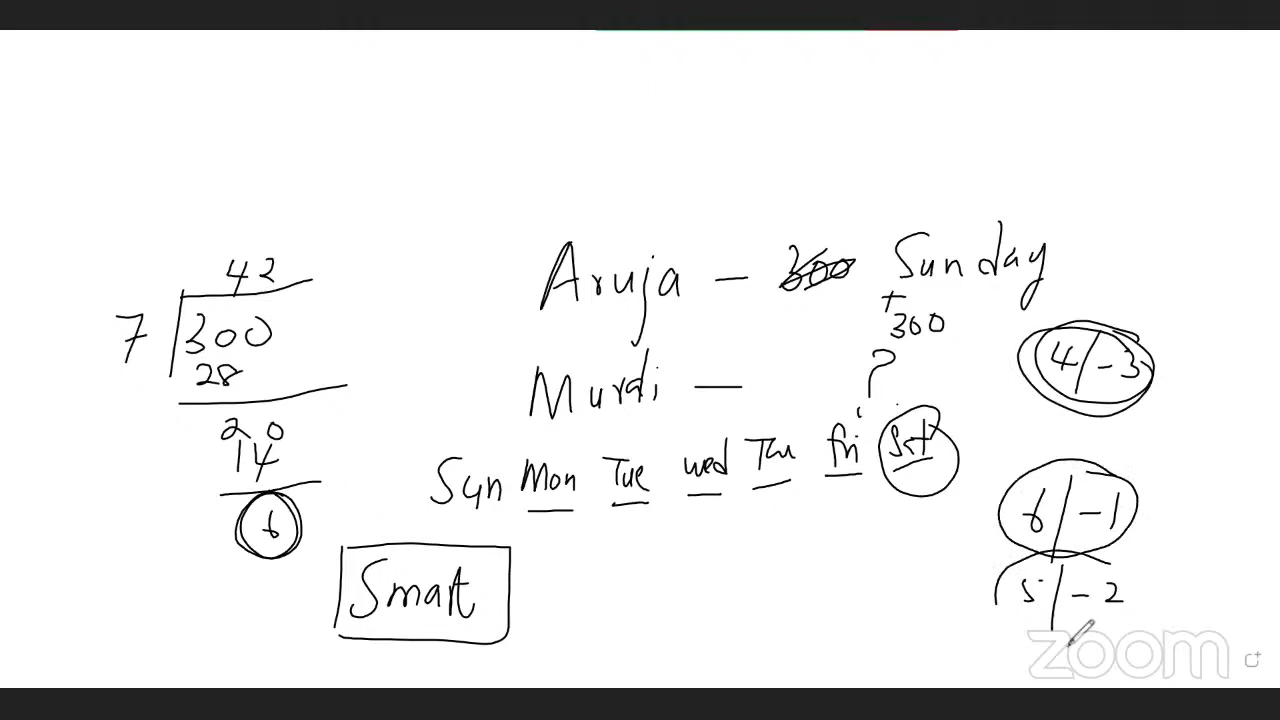 42
7 300
28
20
14
6
Aruja - 300 Sunday
+
300
Murdi - ?
Sun Mon Tue wed Thu fri Sat
Smart
4/-3
6/-1
5/-2
zoom